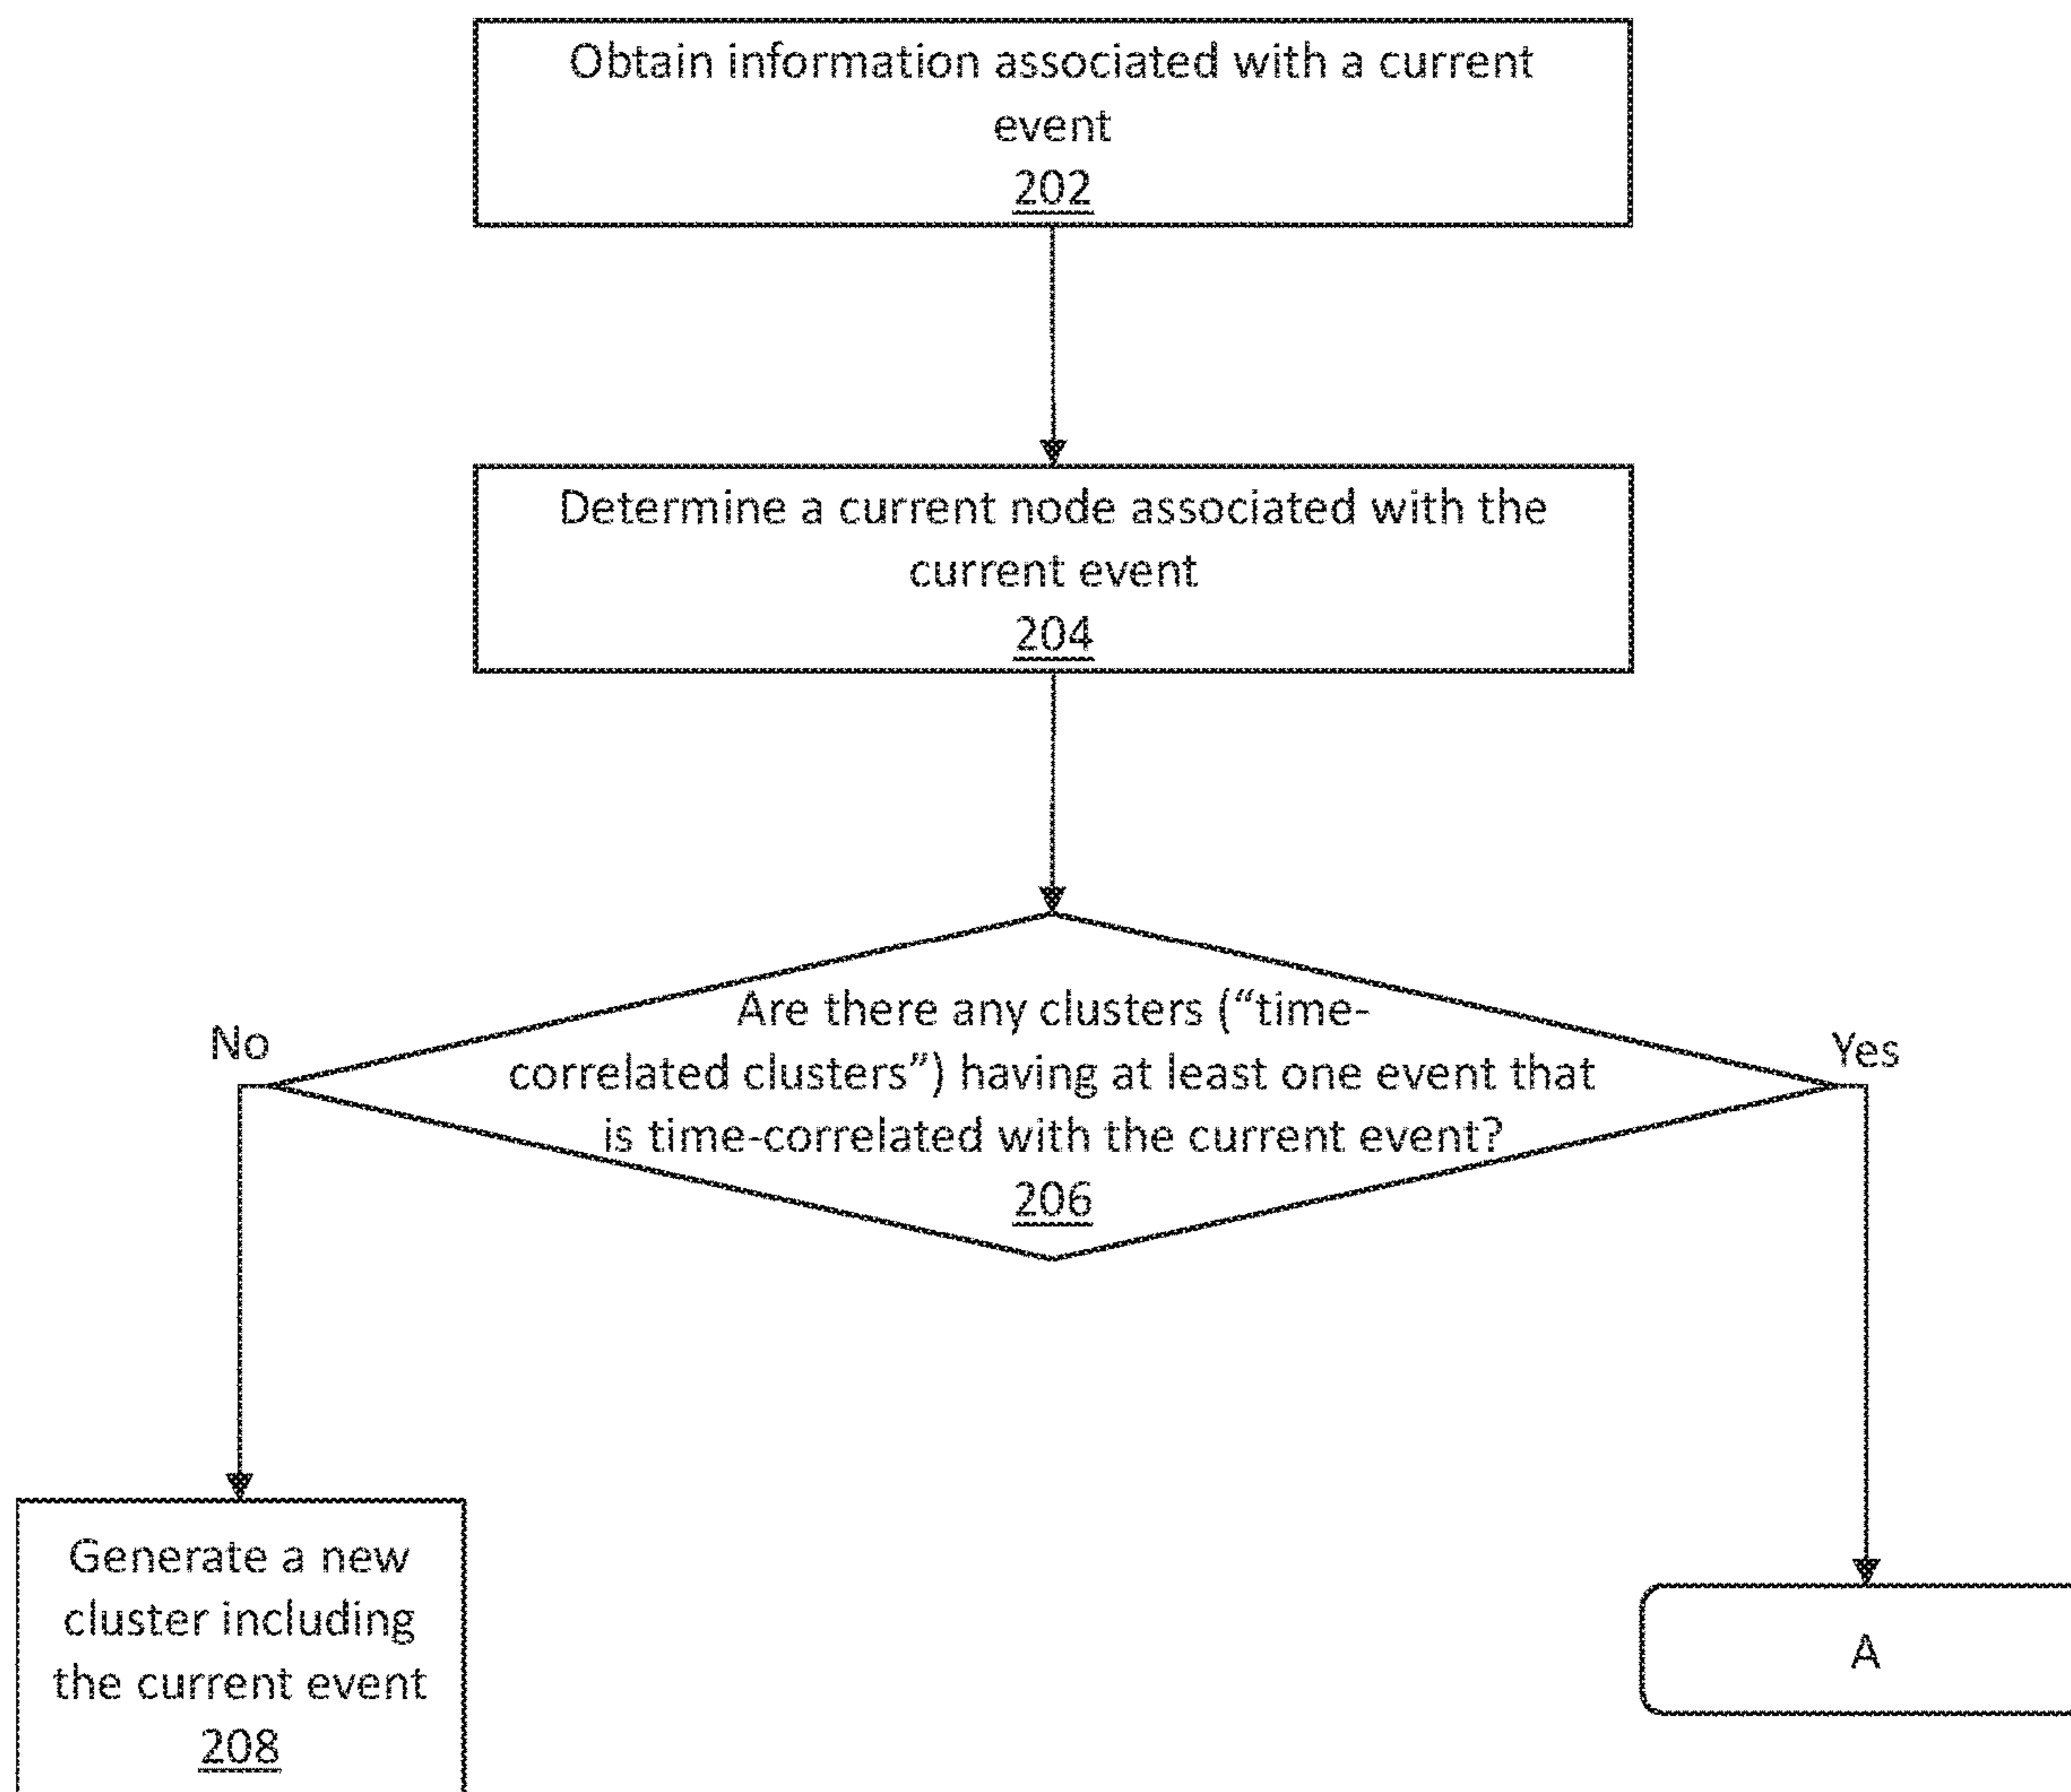 Obtain information associated with a current
event
202
Determine a current node associated with the
current event
204
Are there any clusters (“time-
correlated clusters”) having at least one event that
is time-correlated with the current event?
206
No
Yes
Generate a new
cluster including
the current event
208
A